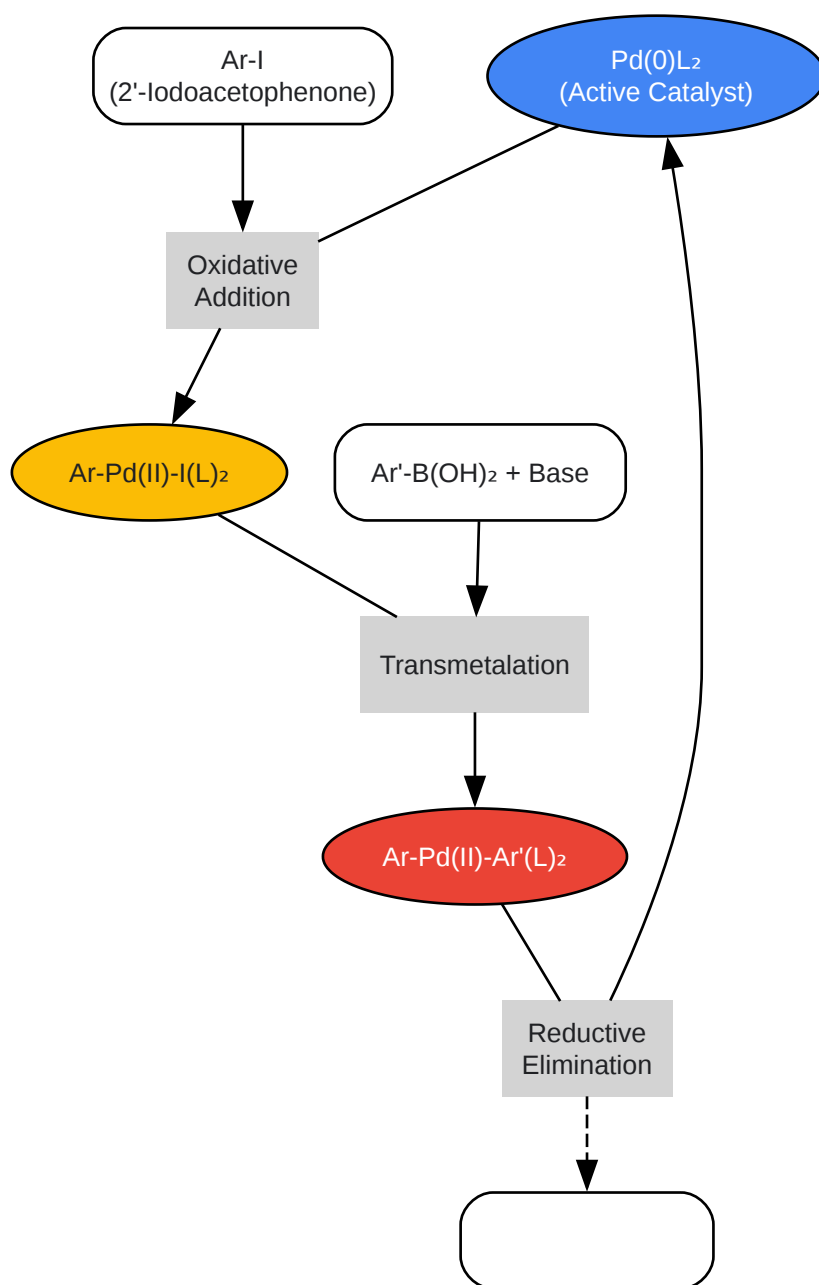 Ar-I
(2'-Iodoacetophenone)
Pd(0)L₂
(Active Catalyst)
Oxidative
Addition
Ar-Pd(II)-I(L)₂
Ar'-B(OH)₂ + Base
Transmetalation
Ar-Pd(II)-Ar'(L)₂
Reductive
Elimination